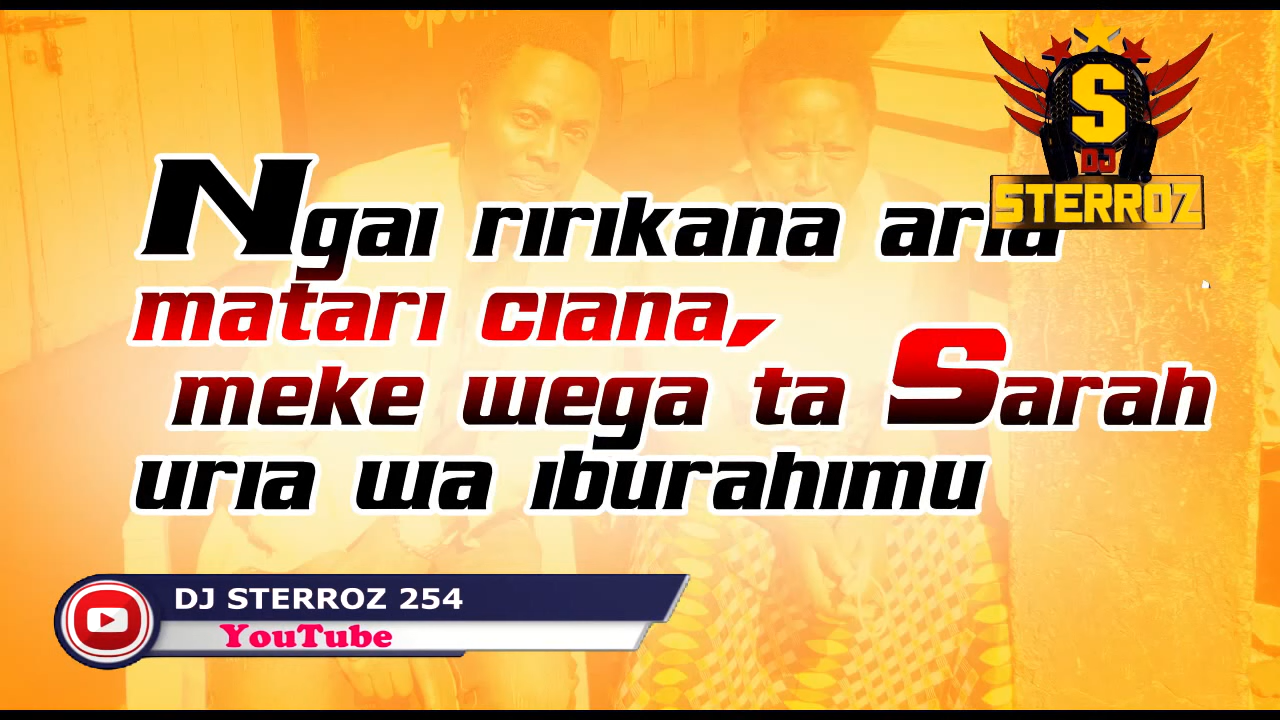 S
DJ
STERROZ
Ngai ririkana aria
matari ciana,
meke wega ta Sarah
uria wa iburahimu
DJ STERROZ 254
YouTube